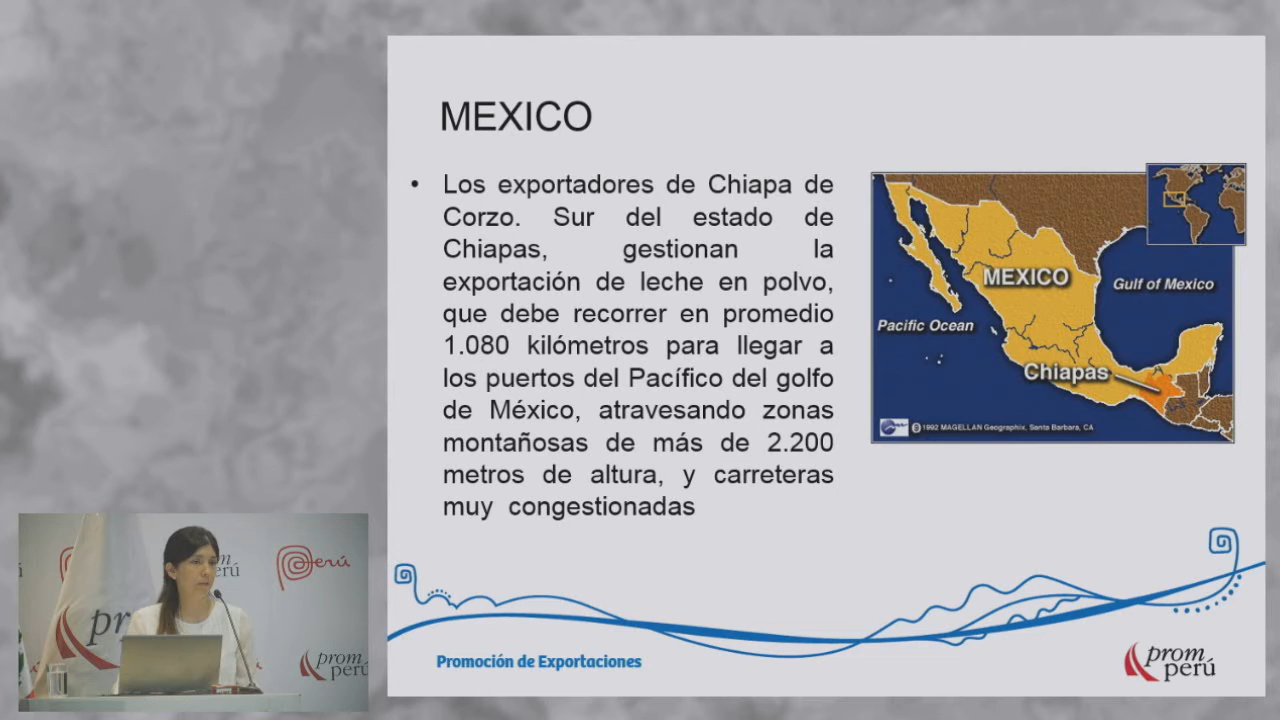 MEXICO
• Los exportadores de Chiapa de
Corzo. Sur del estado de
Chiapas, gestionan la
exportación de leche en polvo,
que debe recorrer en promedio
1.080 kilómetros para llegar a
los puertos del Pacífico del golfo
de México, atravesando zonas
montañosas de más de 2.200
metros de altura, y carreteras
muy congestionadas
MEXICO
Gulf of Mexico
Pacific Ocean
Chiapas
1992 MAGELLAN Geographix, Santa Barbara, CA
Promoción de Exportaciones
prom
perú
Perú
prom
perú